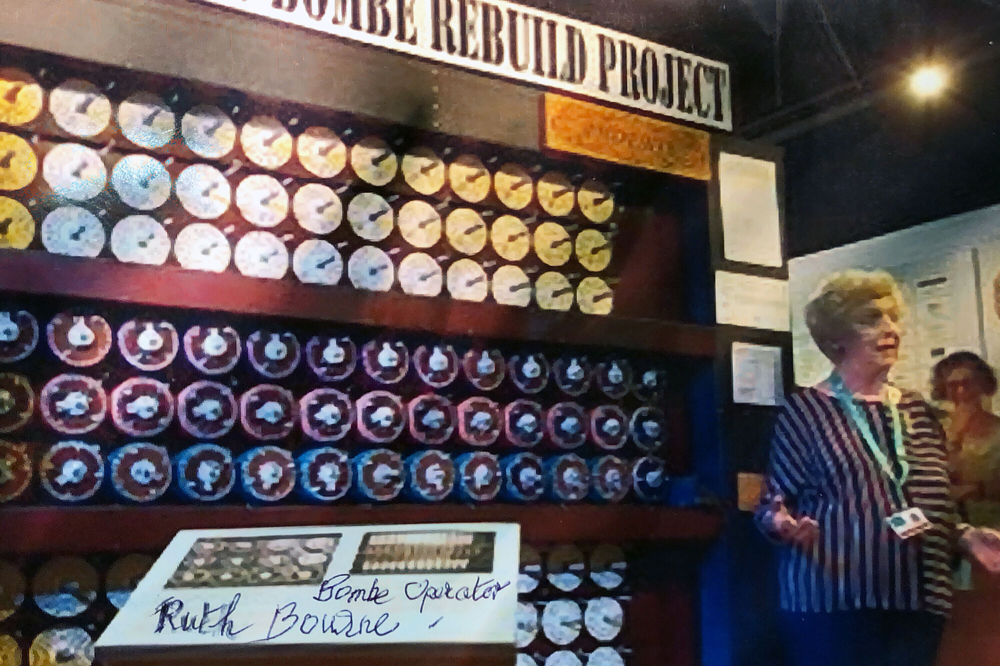 BOMBE REBUILD PROJECT
Bombe Operator
Ruth Bourne